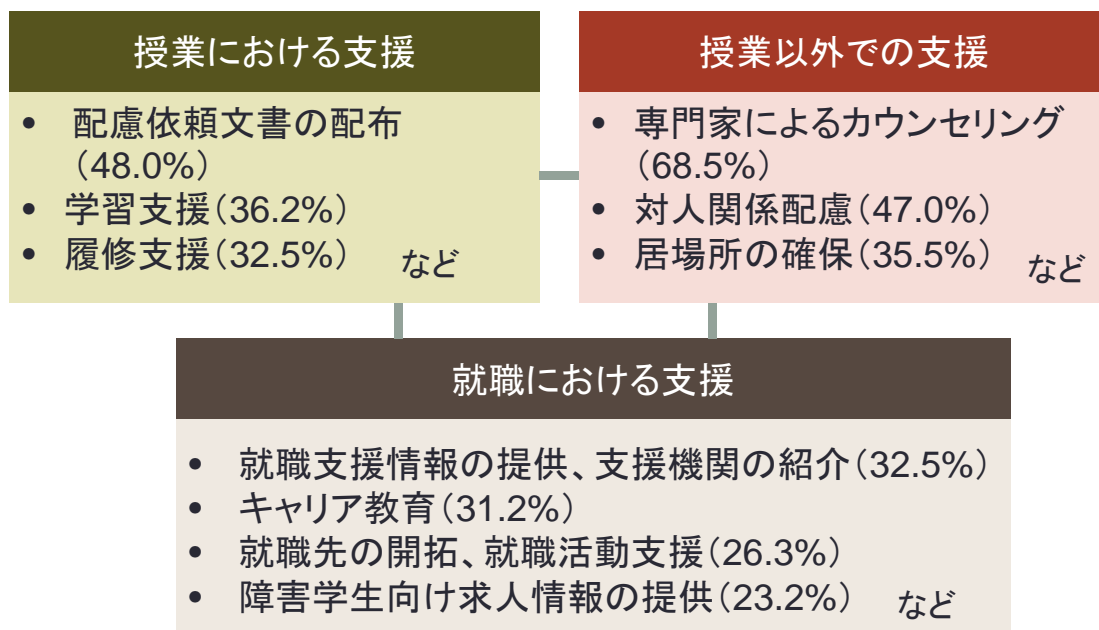 授業における支援
• 配慮依頼文書の配布
(48.0%)
• 学習支援(36.2%)
• 履修支援(32.5%) など
授業以外での支援
• 専門家によるカウンセリング
(68.5%)
• 対人関係配慮(47.0%)
• 居場所の確保(35.5%) など
就職における支援
• 就職支援情報の提供、支援機関の紹介(32.5%)
• キャリア教育(31.2%)
• 就職先の開拓、就職活動支援(26.3%)
• 障害学生向け求人情報の提供(23.2%) など